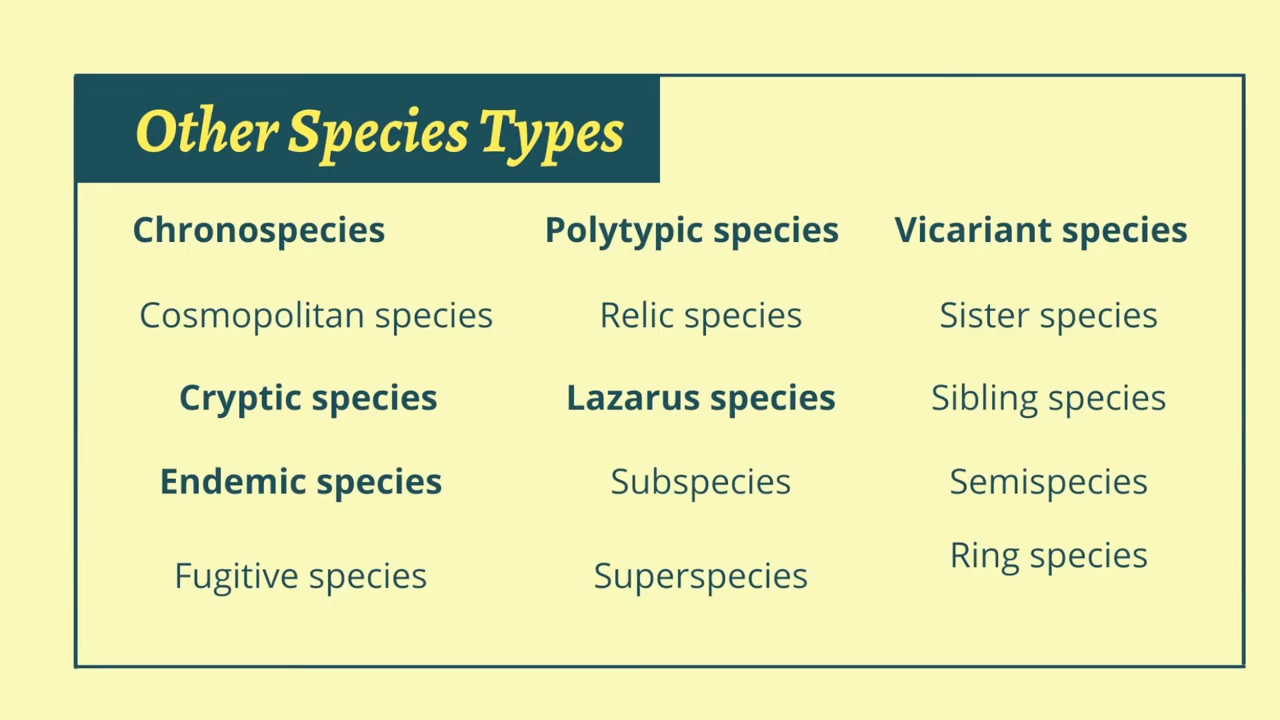 Other Species Types
Chronospecies
Polytypic species
Vicariant species
Cosmopolitan species
Relic species
Sister species
Cryptic species
Lazarus species
Sibling species
Endemic species
Subspecies
Semispecies
Fugitive species
Superspecies
Ring species